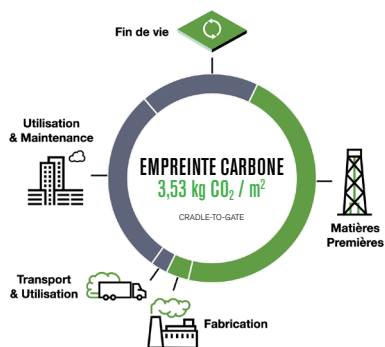 Fin de vie
Utilisation
& Maintenance
EMPREINTE CARBONE
3,53 kg CO₂ / m²
CRADLE-TO-GATE
Matières
Premières
Transport
& Utilisation
Fabrication